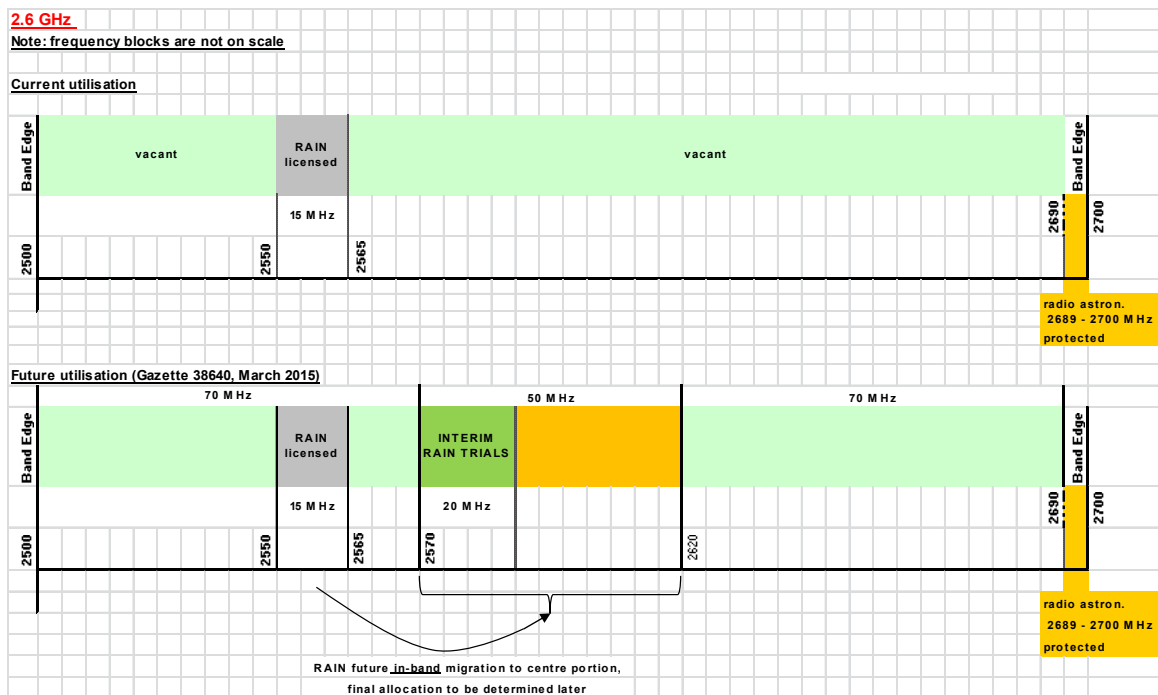 2.6 GHz
Note: frequency blocks are not on scale
Current utilisation
Band Edge
vacant
RAIN
licensed
vacant
Band Edge
15 MHz
2500
2550
2565
2690
2700
radio astron.
2689 - 2700 MHz
protected
Future utilisation (Gazette 38640, March 2015)
70 MHz
50 MHz
70 MHz
Band Edge
RAIN
licensed
INTERIM
RAIN TRIALS
Band Edge
15 MHz
20 MHz
2500
2550
2565
2570
2620
2690
2700
radio astron.
2689 - 2700 MHz
protected
RAIN future in-band migration to centre portion,
final allocation to be determined later